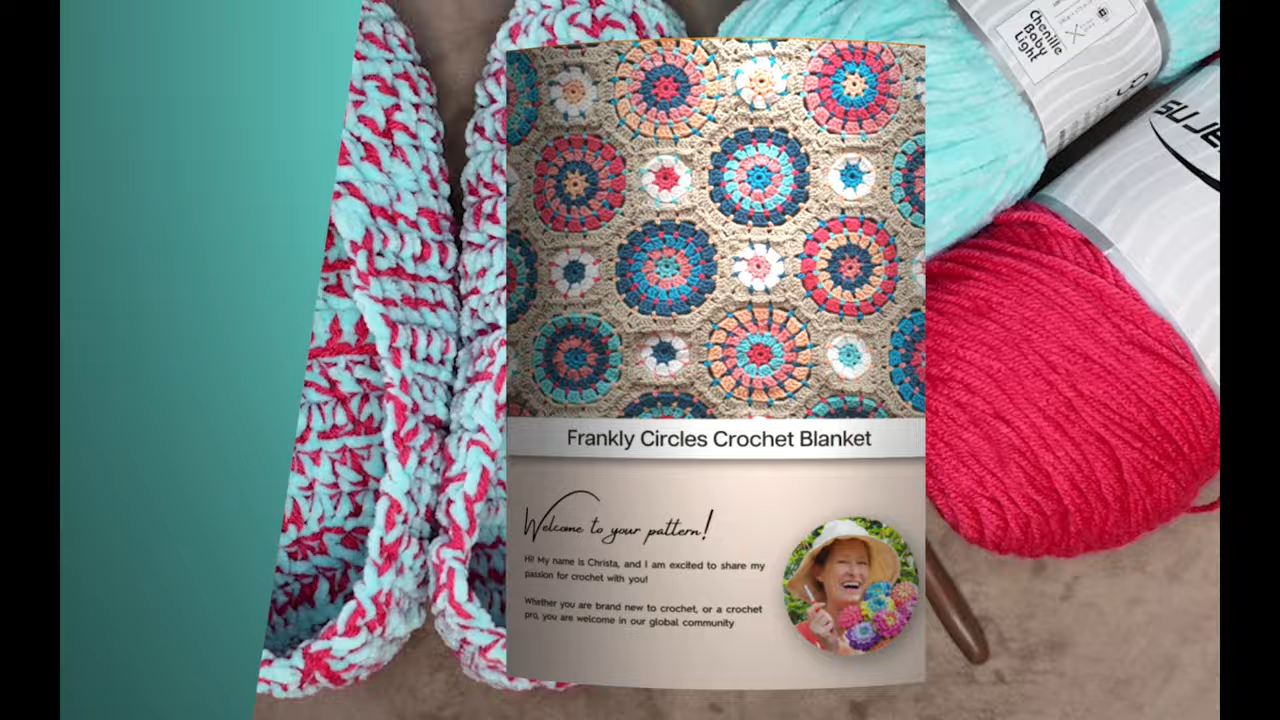 Chenille
Baby
Light
Frankly Circles Crochet Blanket
Welcome to your pattern!
Hi! My name is Christa, and I am excited to share my
passion for crochet with you!
Whether you are brand new to crochet, or a crochet
pro, you are welcome in our global community